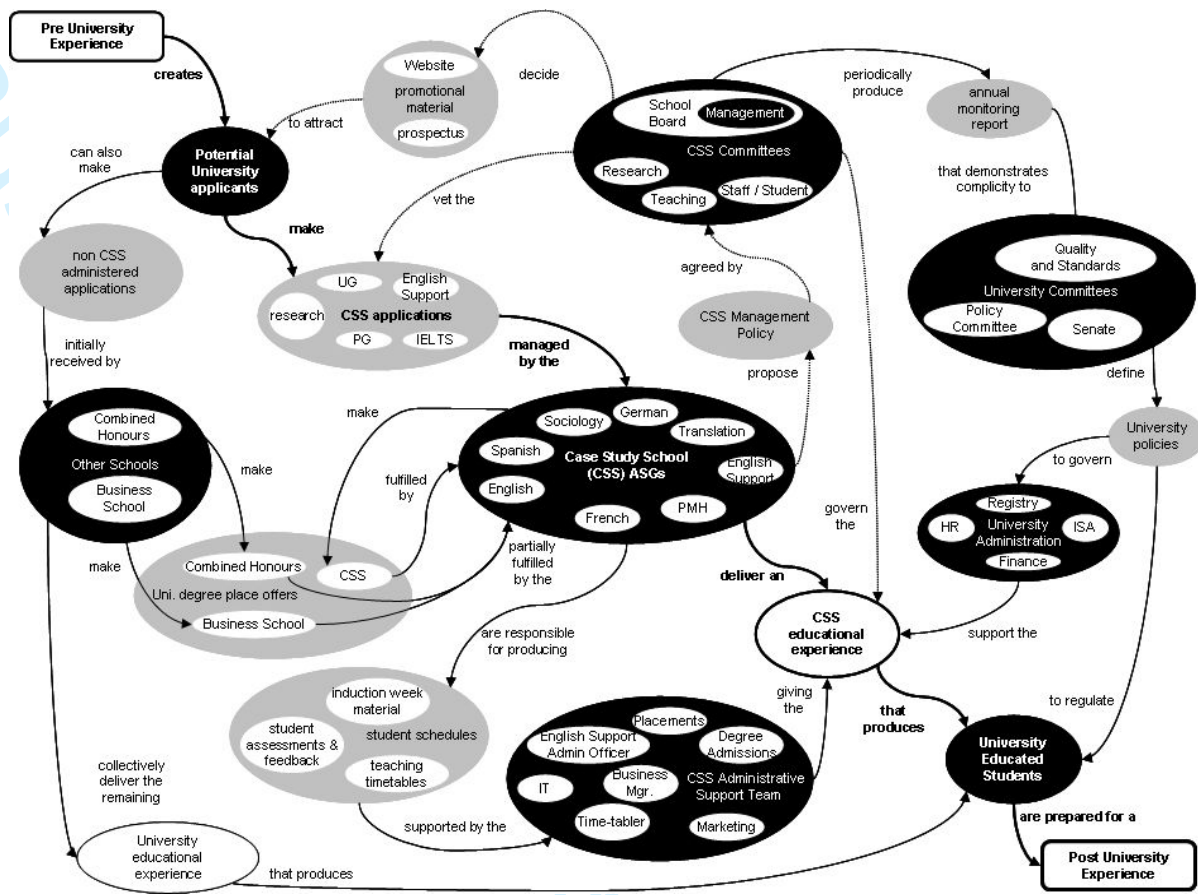 Pre University
Experience
creates
Website
promotional
material
prospectus
decide
to attract
Potential
University
applicants
can also
make
make
vet the
School
Board
Management
CSS Committees
Research
Teaching
Staff / Student
periodically
produce
annual
monitoring
report
that demonstrates
complicity to
non CSS
administered
applications
UG
English
Support
research
CSS applications
PG
IELTS
agreed by
CSS Management
Policy
propose
Quality
and Standards
University Committees
Policy
Committee
Senate
define
initially
received by
managed
by the
Combined
Honours
Other Schools
Business
School
make
make
make
fulfilled
by
German
Sociology
Translation
Spanish
Case Study School
(CSS) ASGs
English
Support
English
French
PMH
University
policies
to govern
Registry
HR
University
Administration
ISA
Finance
govern
the
partially
fulfilled
by the
Combined Honours
CSS
Uni. degree place offers
Business School
deliver an
CSS
educational
experience
support the
are responsible
for producing
induction week
material
student
assessments &
feedback
student schedules
teaching
timetables
giving
the
that
produces
to regulate
Placements
English Support
Admin Officer
Degree
Admissions
IT
Business
Mgr.
CSS Administrative
Support Team
Time-tabler
Marketing
University
Educated
Students
collectively
deliver the
remaining
supported by the
are prepared for a
University
educational
experience
that produces
Post University
Experience